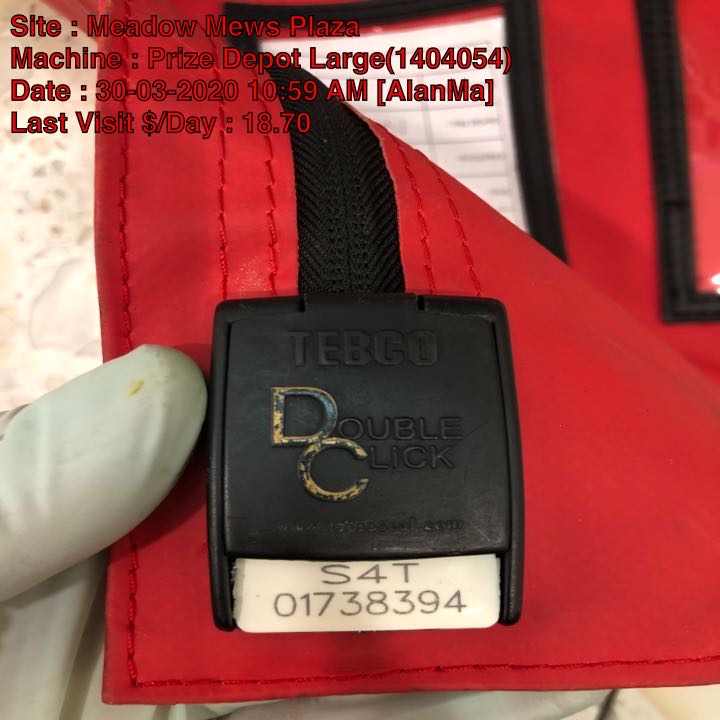 Site : Meadow Mews Plaza
Machine : Prize Depot Large(1404054)
Date : 30-03-2020 10:59 AM [AlanMa]
Last Visit $/Day : 18.70
TEBCO
DOUBLE
CLICK
S4T
01738394